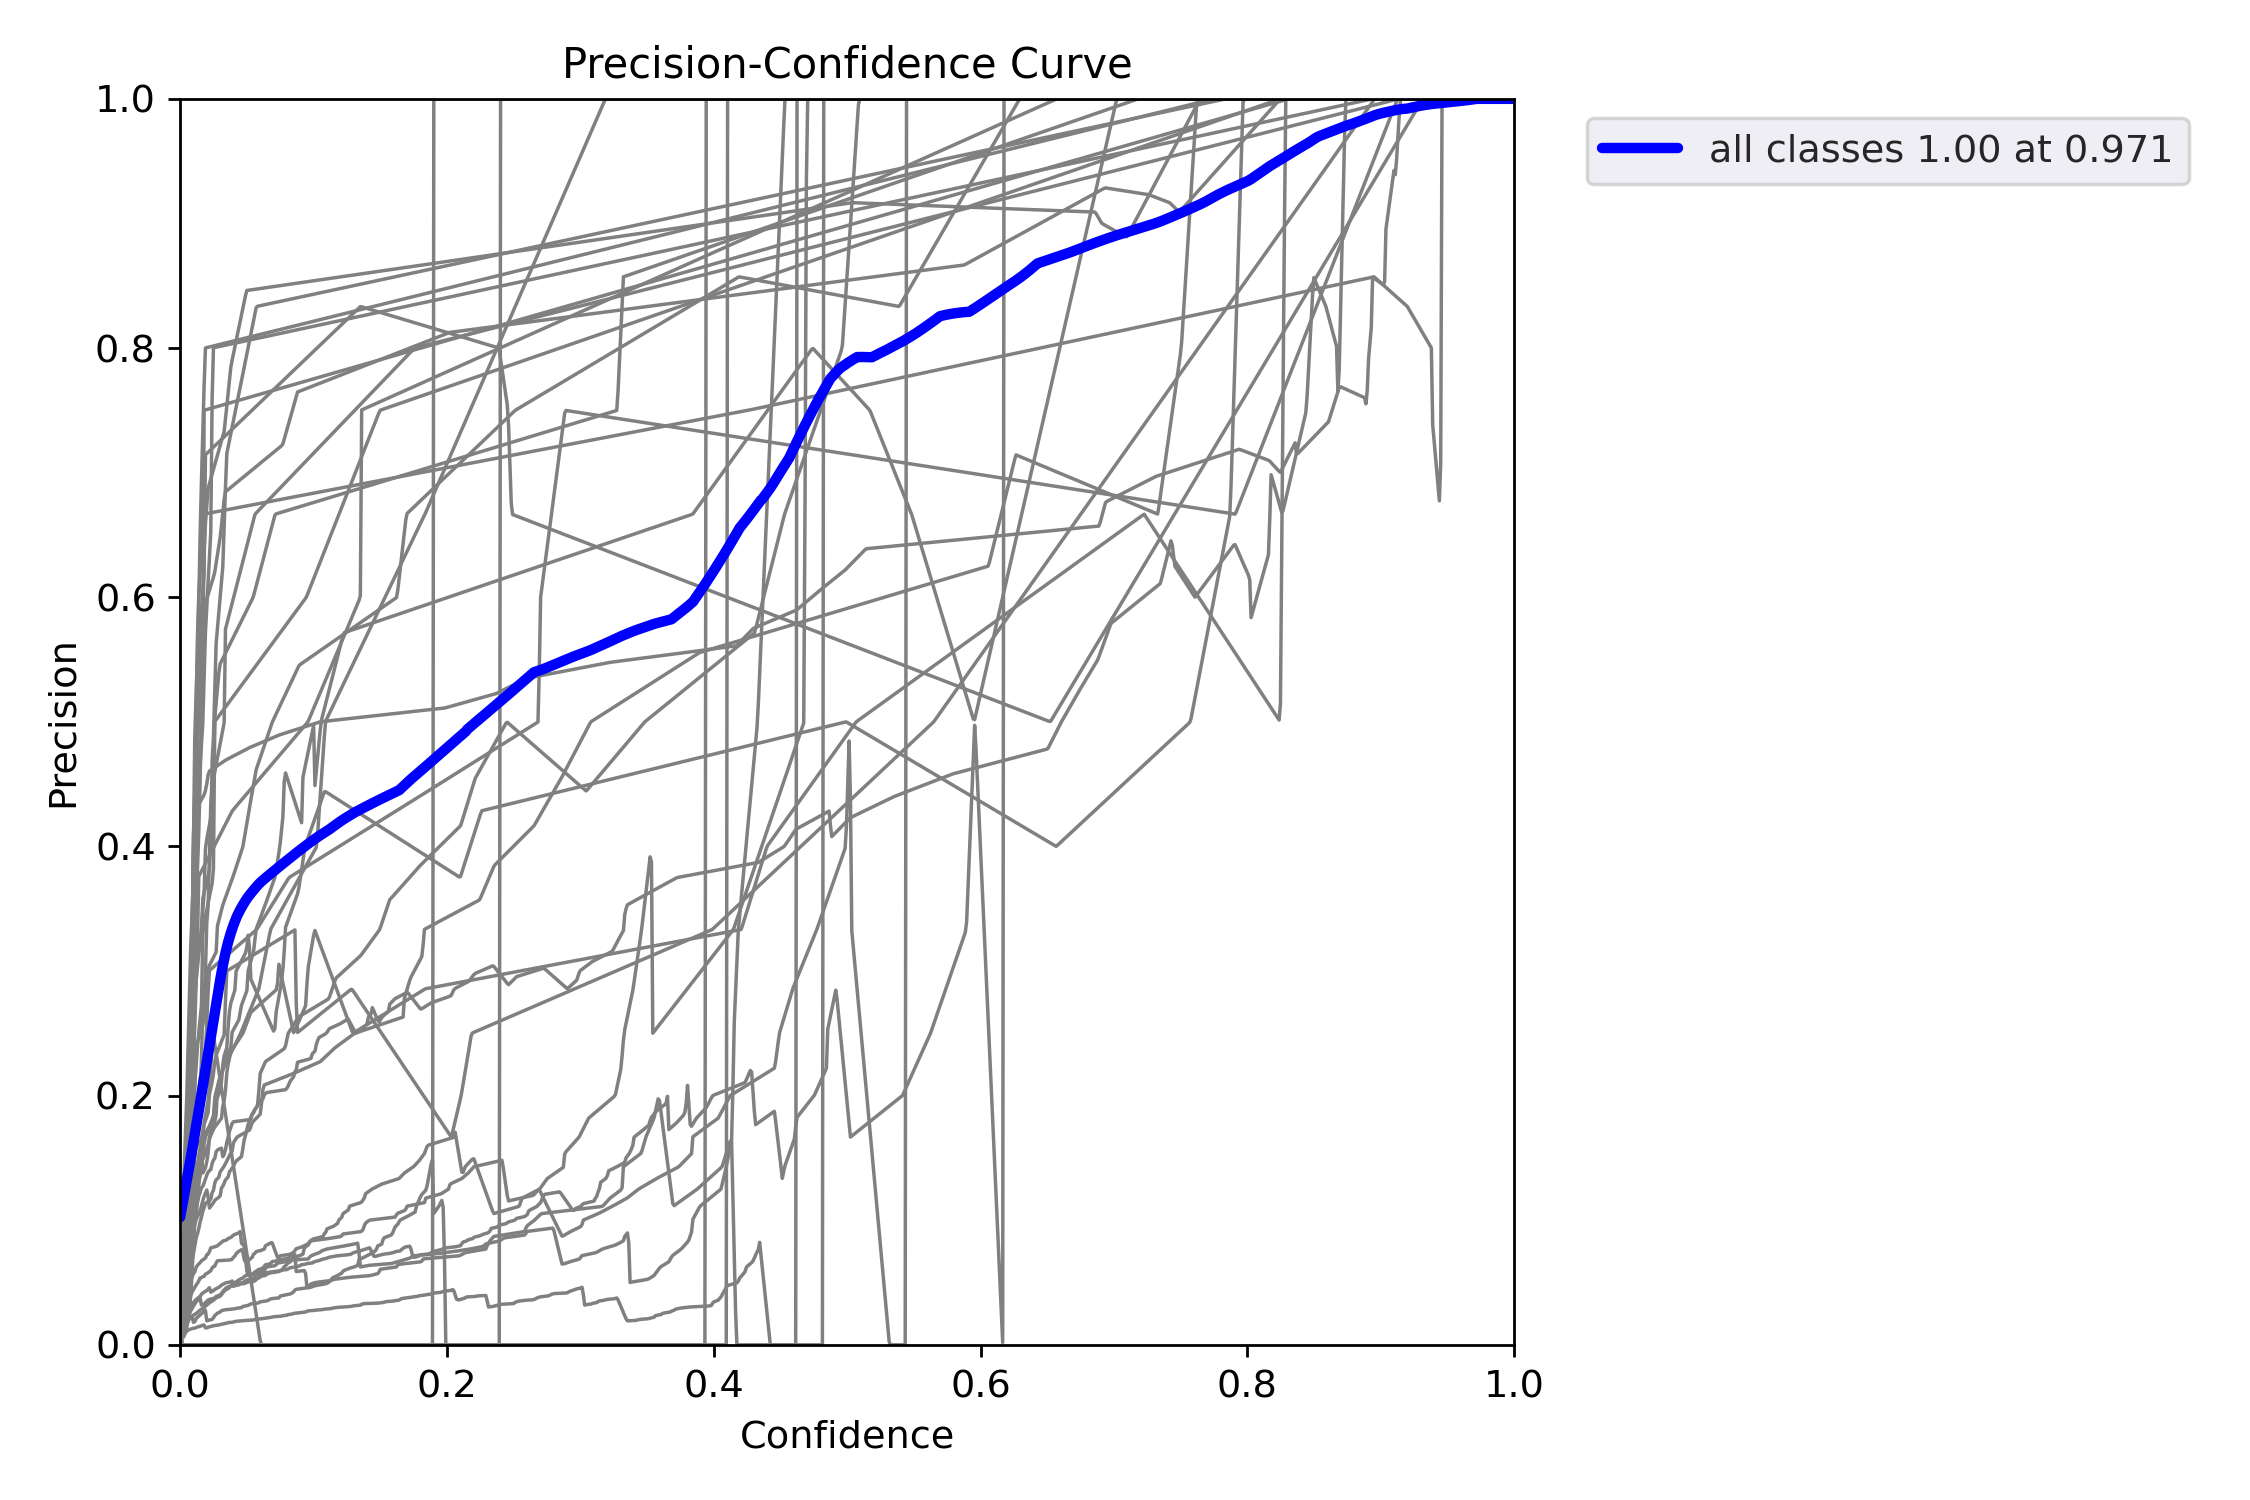 Precision-Confidence Curve
all classes 1.00 at 0.971
1.0
0.8
0.6
0.4
0.2
0.0
Precision
0.0 0.2 0.4 0.6 0.8 1.0
Confidence